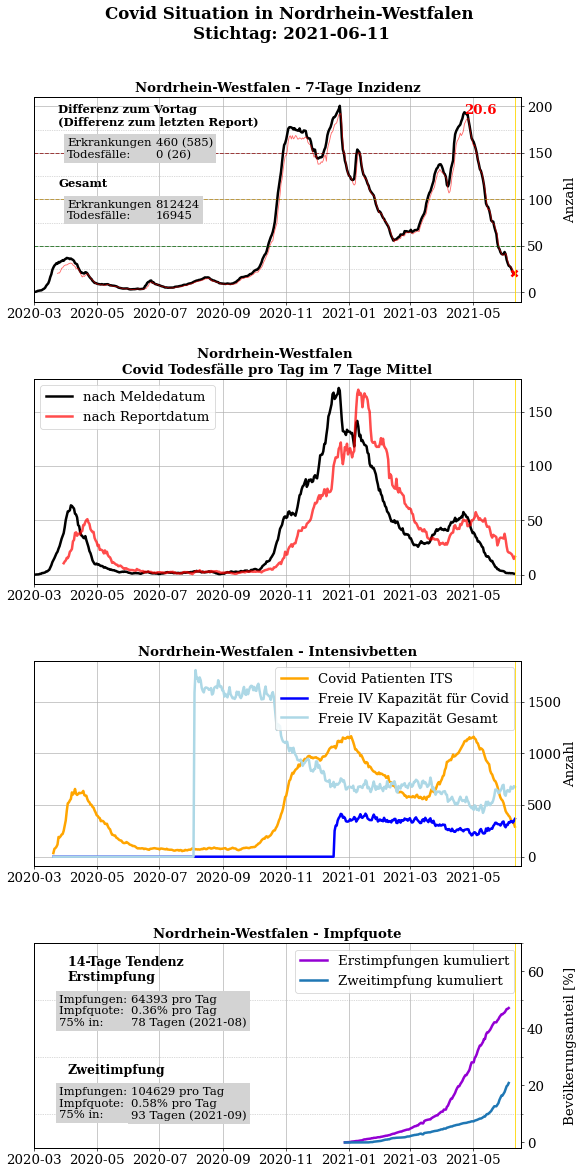 Covid Situation in Nordrhein-Westfalen
Stichtag: 2021-06-11
Nordrhein-Westfalen - 7-Tage Inzidenz
Differenz zum Vortag
(Differenz zum letzten Report)
Erkrankungen 460 (585)
Todesfälle: 0 (26)
Gesamt
Erkrankungen 812424
Todesfälle: 16945
20.6
200
150
100
50
0
Anzahl
2020-03 2020-05 2020-07 2020-09 2020-11 2021-01 2021-03 2021-05
Nordrhein-Westfalen
Covid Todesfälle pro Tag im 7 Tage Mittel
nach Meldedatum
nach Reportdatum
150
100
50
0
2020-03 2020-05 2020-07 2020-09 2020-11 2021-01 2021-03 2021-05
Nordrhein-Westfalen - Intensivbetten
Covid Patienten ITS
Freie IV Kapazität für Covid
Freie IV Kapazität Gesamt
1500
1000
500
0
Anzahl
2020-03 2020-05 2020-07 2020-09 2020-11 2021-01 2021-03 2021-05
Nordrhein-Westfalen - Impfquote
14-Tage Tendenz
Erstimpfung
Impfungen: 64393 pro Tag
Impfquote: 0.36% pro Tag
75% in: 78 Tagen (2021-08)
Zweitimpfung
Impfungen: 104629 pro Tag
Impfquote: 0.58% pro Tag
75% in: 93 Tagen (2021-09)
Erstimpfungen kumuliert
Zweitimpfung kumuliert
60
40
20
0
Bevölkerungsanteil [%]
2020-03 2020-05 2020-07 2020-09 2020-11 2021-01 2021-03 2021-05